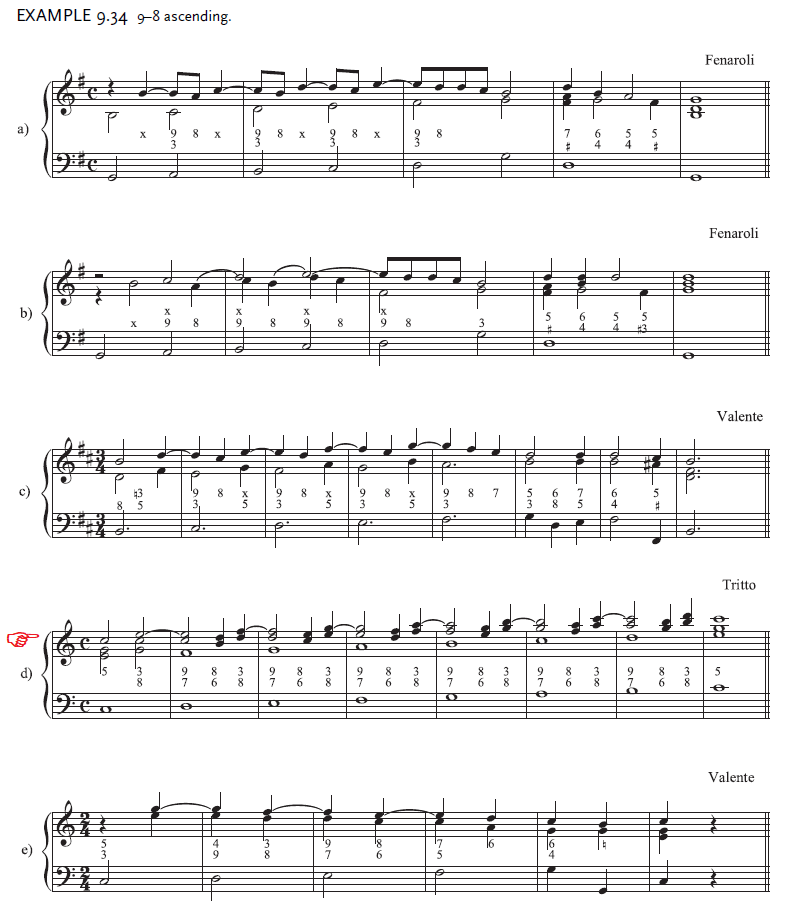 EXAMPLE 9.34 9–8 ascending.
Fenaroli
a)
x 9 8 x 9 8 x 9 8 x 9 8 7 6 5 5
3 3 3 3 ♯ 4 4 ♯
Fenaroli
b)
x x x x 5 6 5 5
x 9 8 9 8 9 8 9 8 3 ♯ 4 4 ♯3
Valente
c)
♮3 9 8 x 9 8 x 9 8 x 9 8 7 5 6 7 6 5
8 5 3 5 3 5 3 5 3 3 8 5 4 ♯
Tritto
d)
5 3 9 8 3 9 8 3 9 8 3 9 8 3 9 8 3 9 8 3 5
8 7 6 8 7 6 8 7 6 8 7 6 8 7 6 8 7 6 8
Valente
e)
5 4 3 9 8 7 6 6 ♮
3 9 8 7 6 5 4